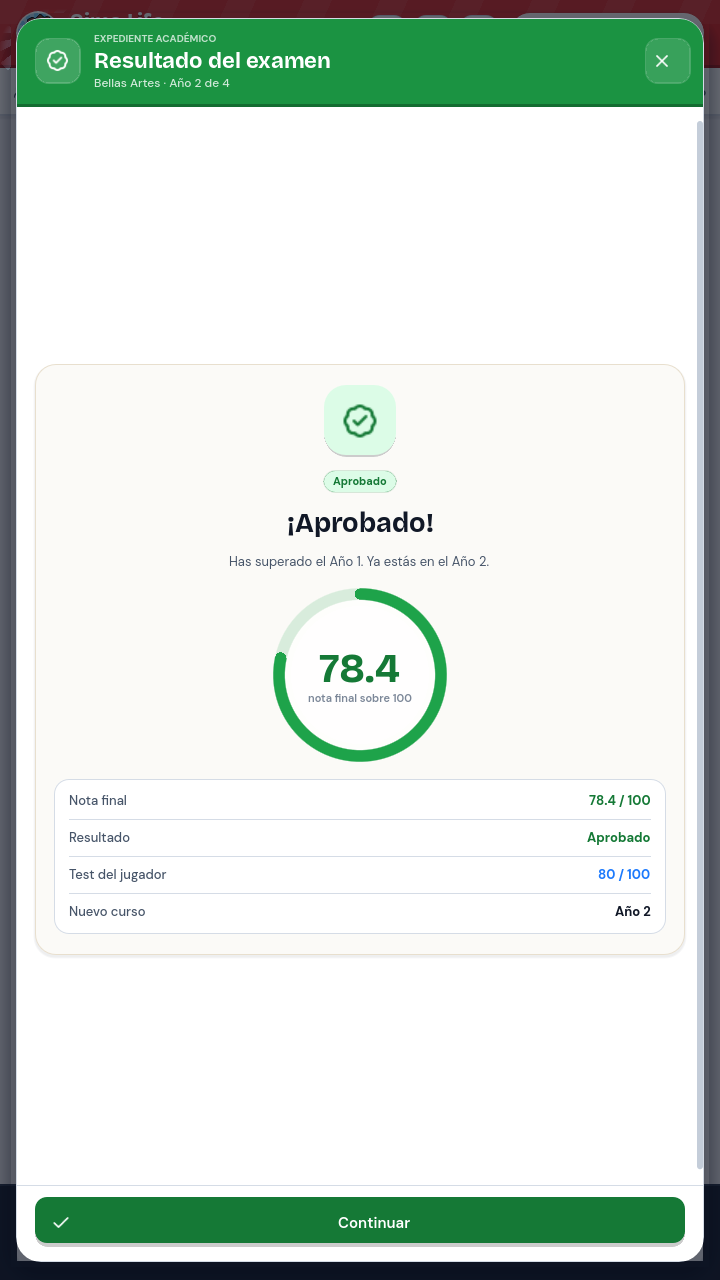 EXPEDIENTE ACADÉMICO
Resultado del examen
Bellas Artes · Año 2 de 4
Aprobado
¡Aprobado!
Has superado el Año 1. Ya estás en el Año 2.
78.4
nota final sobre 100
Nota final 78.4 / 100
Resultado Aprobado
Test del jugador 80 / 100
Nuevo curso Año 2
Continuar